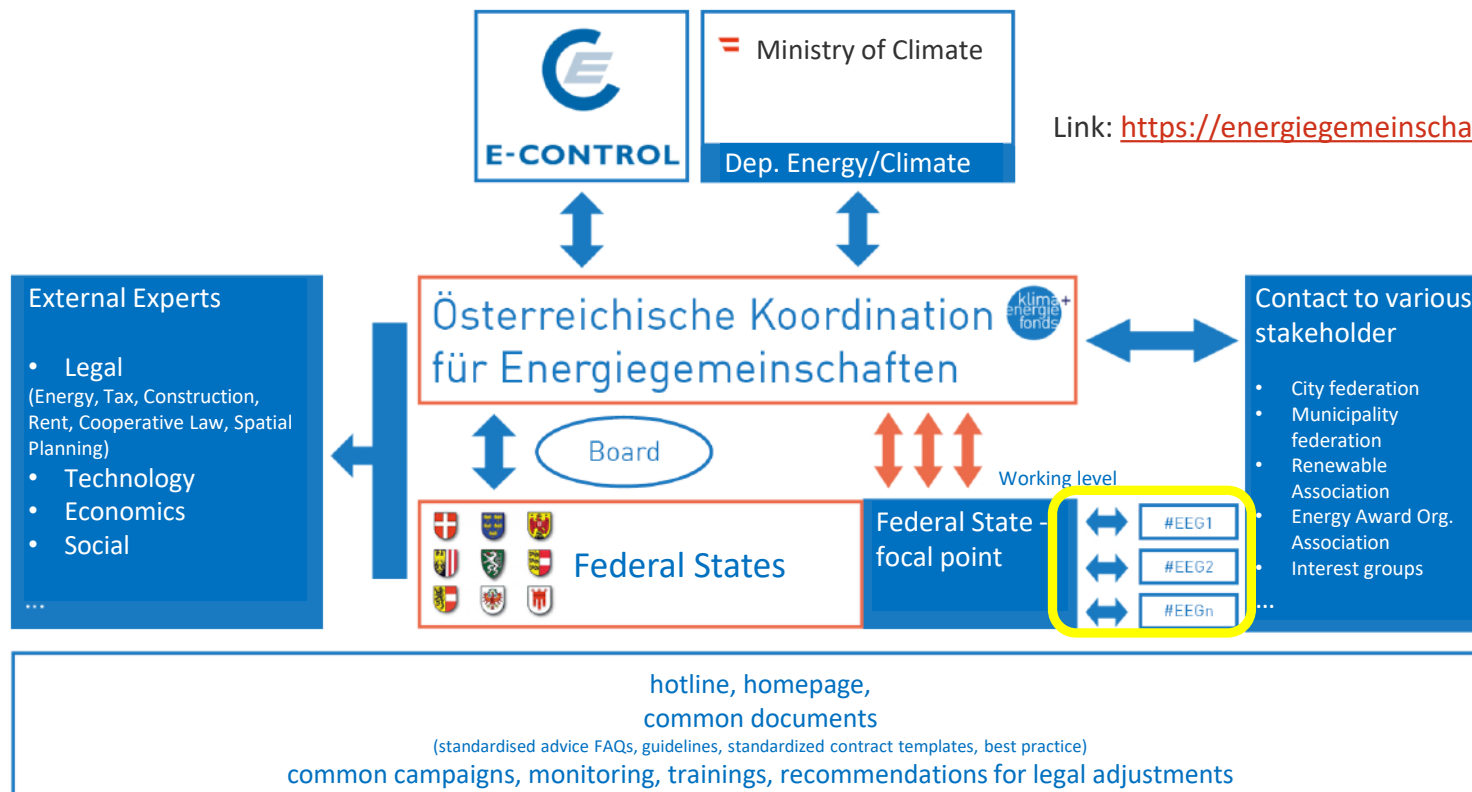 E-CONTROL
Ministry of Climate
Dep. Energy/Climate
Link: https://energiegemeinscha
External Experts
• Legal
(Energy, Tax, Construction,
Rent, Cooperative Law, Spatial
Planning)
• Technology
• Economics
• Social
...
Österreichische Koordination
für Energiegemeinschaften
klima+
energie
fonds
Board
Working level
Federal States
Federal State -
focal point
#EEG1
#EEG2
#EEGn
Contact to various
stakeholder
• City federation
• Municipality
federation
• Renewable
Association
• Energy Award Org.
Association
• Interest groups
...
hotline, homepage,
common documents
(standardised advice FAQs, guidelines, standardized contract templates, best practice)
common campaigns, monitoring, trainings, recommendations for legal adjustments